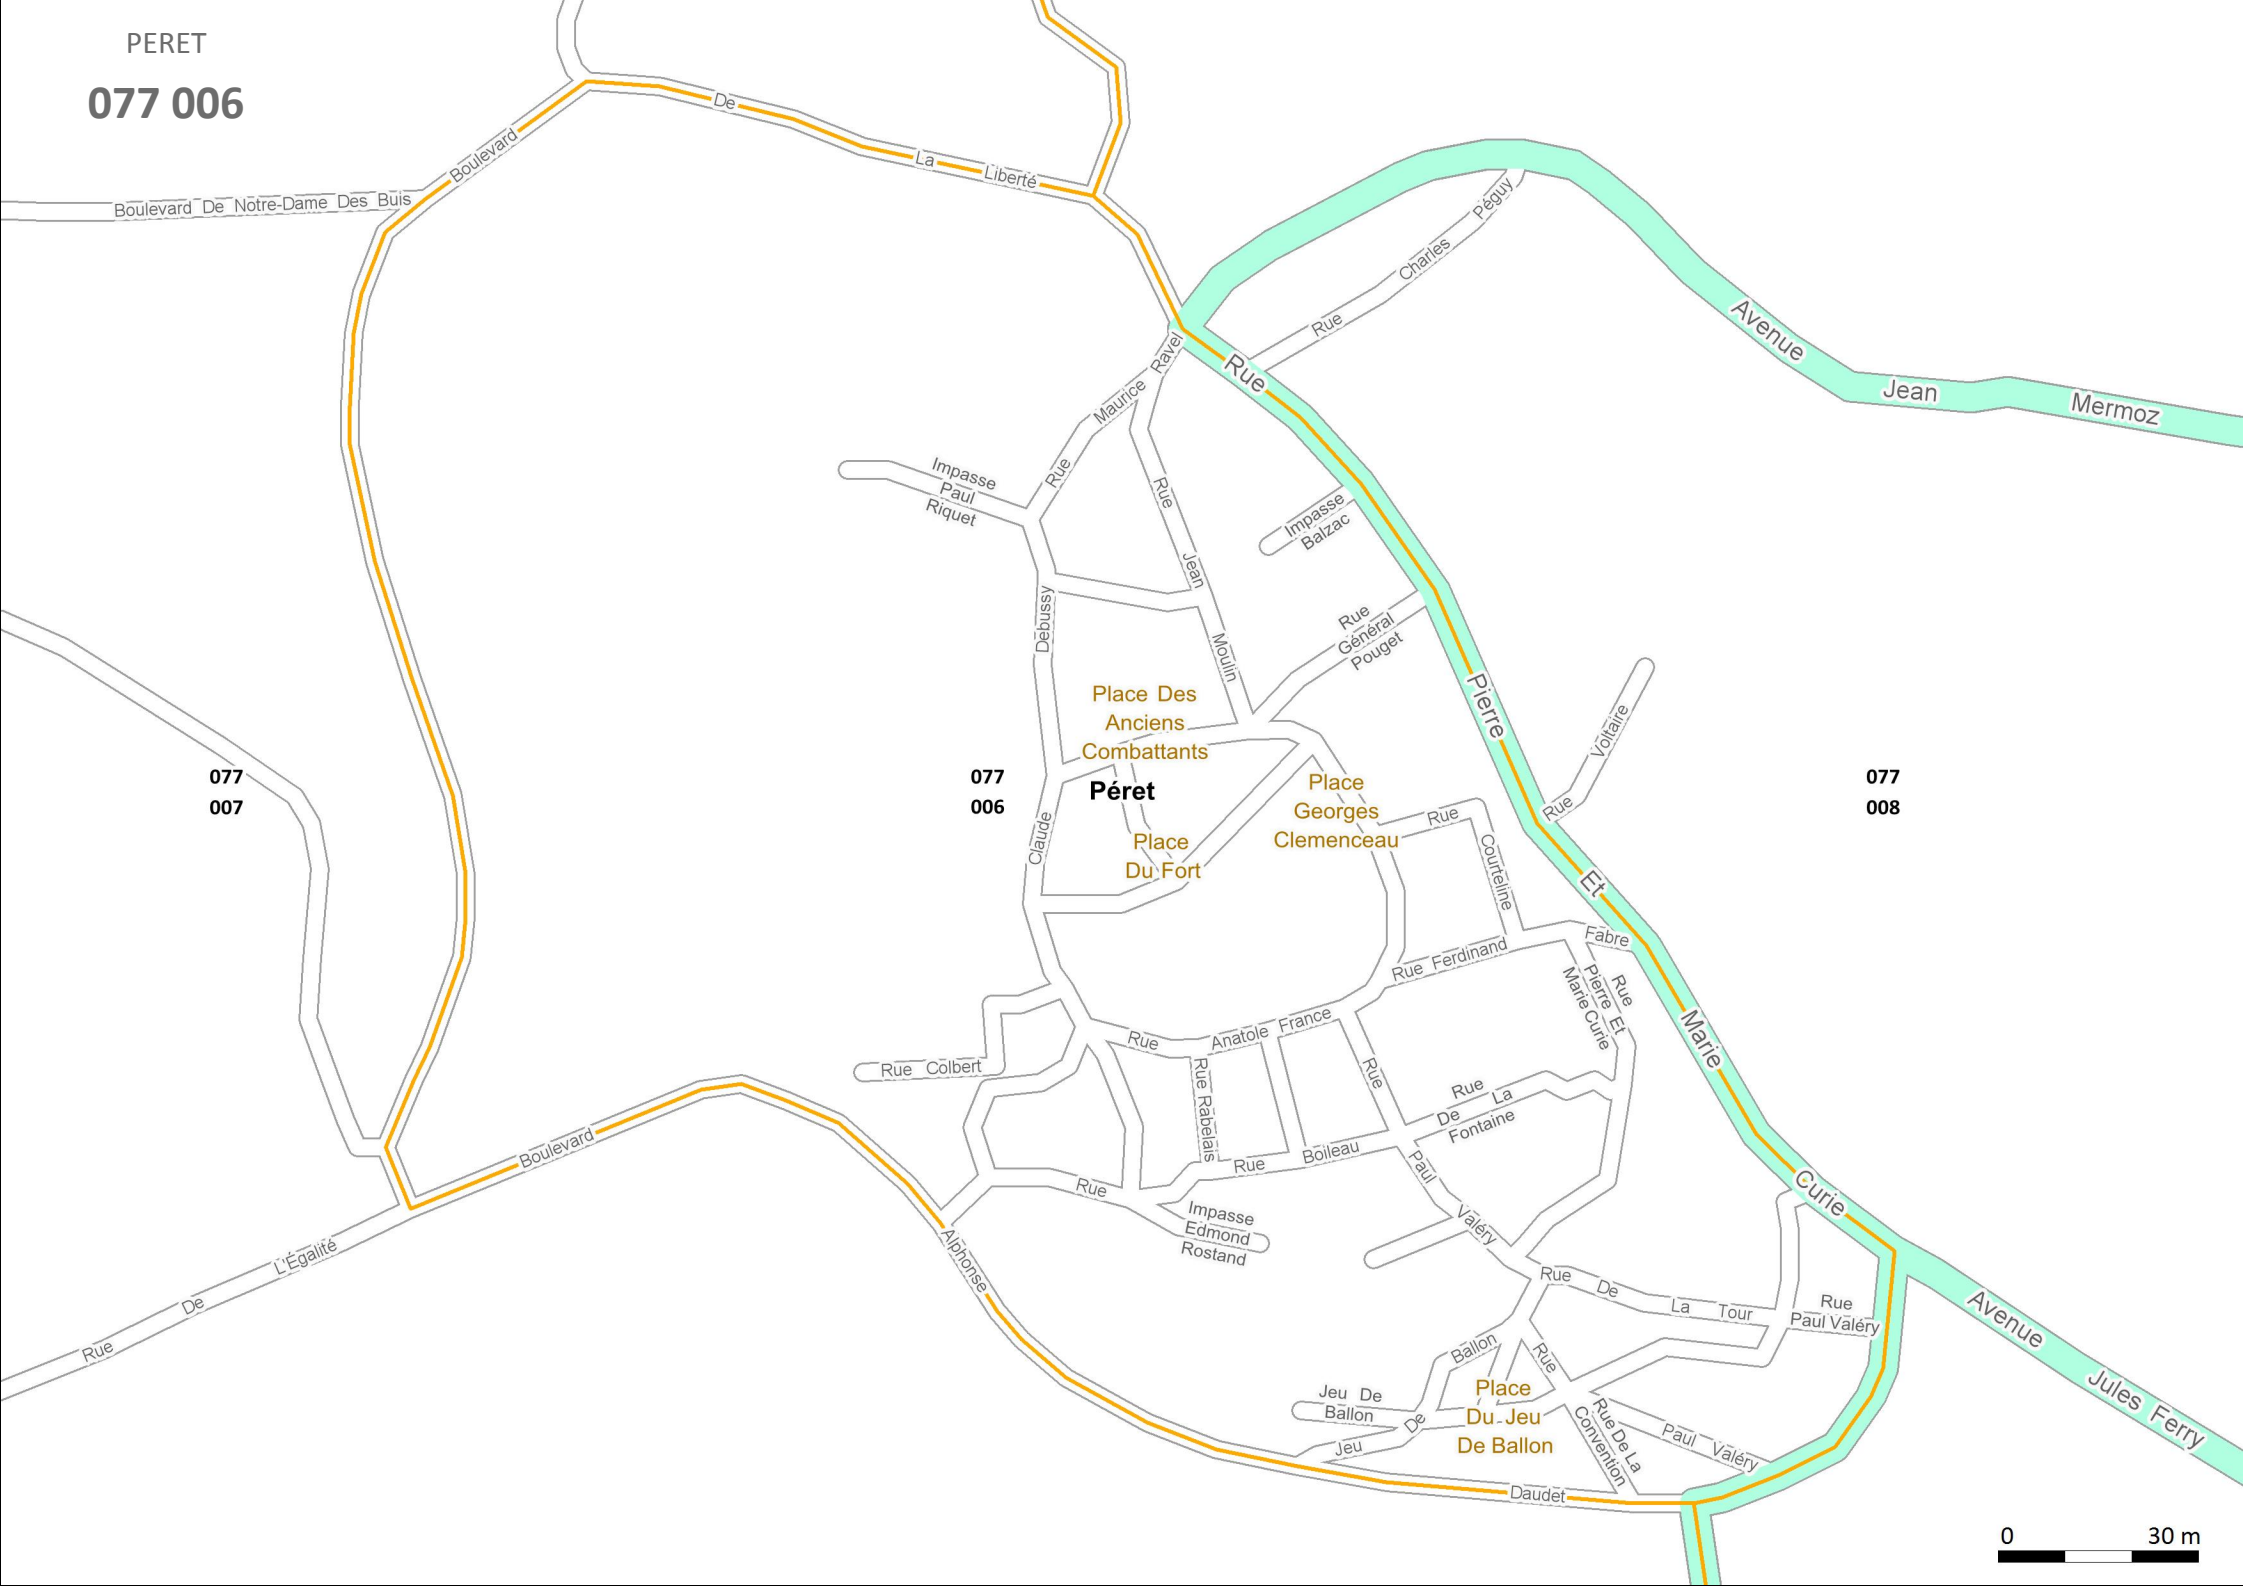 PERET
077 006
Boulevard De La Liberté
Boulevard De Notre-Dame Des Buis
Rue Charles Péguy
Avenue Jean Mermoz
Rue Maurice Ravel
Impasse
Paul
Riquet
Rue Jean Moulin
Impasse
Balzac
Rue
Général
Pouget
Rue Pierre Et Marie Curie
Rue Voltaire
Claude Debussy
Place Des
Anciens
Combattants
Péret
077
007
077
006
077
008
Place
Georges
Clemenceau
Place
Du Fort
Rue Courteline
Rue Ferdinand Fabre
Rue
Pierre Et
Marie Curie
Rue Colbert
Rue Anatole France
Rue Rabelais
Rue Boileau
Rue
De La
Fontaine
Rue Paul Valéry
Rue
Impasse
Edmond
Rostand
Boulevard Alphonse Daudet
Rue De L'Égalité
Rue De La Tour
Rue
Paul Valéry
Avenue Jules Ferry
Jeu De
Ballon
Jeu De Ballon
Place
Du Jeu
De Ballon
Rue
Rue De La
Convention
Paul Valéry
0 30 m